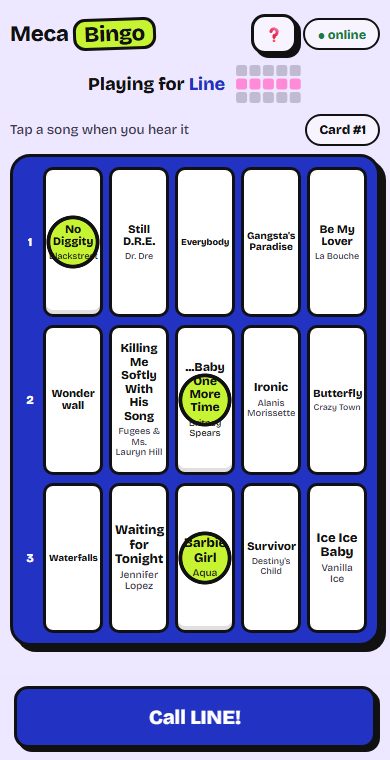 Meca Bingo
?
online
Playing for Line
Tap a song when you hear it
Card #1
1
No
Diggity
Blackstreet
Still
D.R.E.
Dr. Dre
Everybody
Gangsta's
Paradise
Be My
Lover
La Bouche
2
Wonder
wall
Killing
Me
Softly
With
His
Song
Fugees &
Ms.
Lauryn Hill
...Baby
One
More
Time
Britney
Spears
Ironic
Alanis
Morissette
Butterfly
Crazy Town
3
Waterfalls
Waiting
for
Tonight
Jennifer
Lopez
Barbie
Girl
Aqua
Survivor
Destiny's
Child
Ice Ice
Baby
Vanilla
Ice
Call LINE!